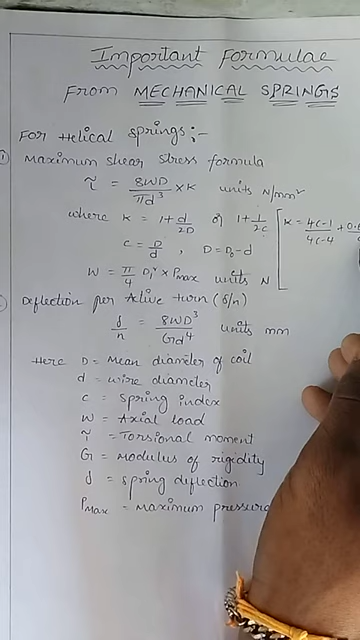 Important Formulae
From MECHANICAL SPRINGS
For Helical springs:-
① Maximum shear stress formula
τ = 8WD/πd³ × K units N/mm²
where K = 1+d/2D or 1+1/2C [K = 4C-1/4C-4 + 0.6
C = D/d , D = D₀-d
W = π/4 Di² × Pmax units N
Deflection per Active turn (δ/n)
δ/n = 8WD³/Gd⁴ units mm
Here D = Mean diameter of coil
d = wire diameter
C = spring index
W = Axial load
τ = Torsional moment
G = Modulus of rigidity
δ = spring deflection
PMax = maximum pressure